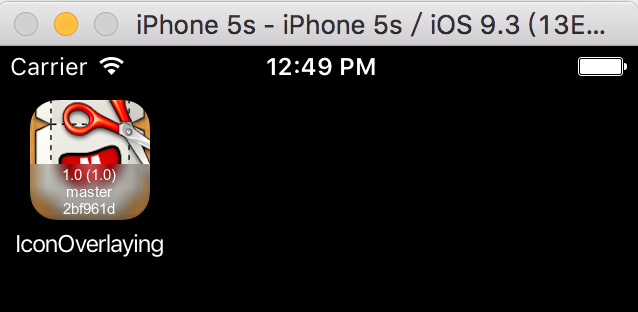 iPhone 5s - iPhone 5s / iOS 9.3 (13E...
Carrier 12:49 PM
1.0 (1.0)
master
2bf961d
IconOverlaying